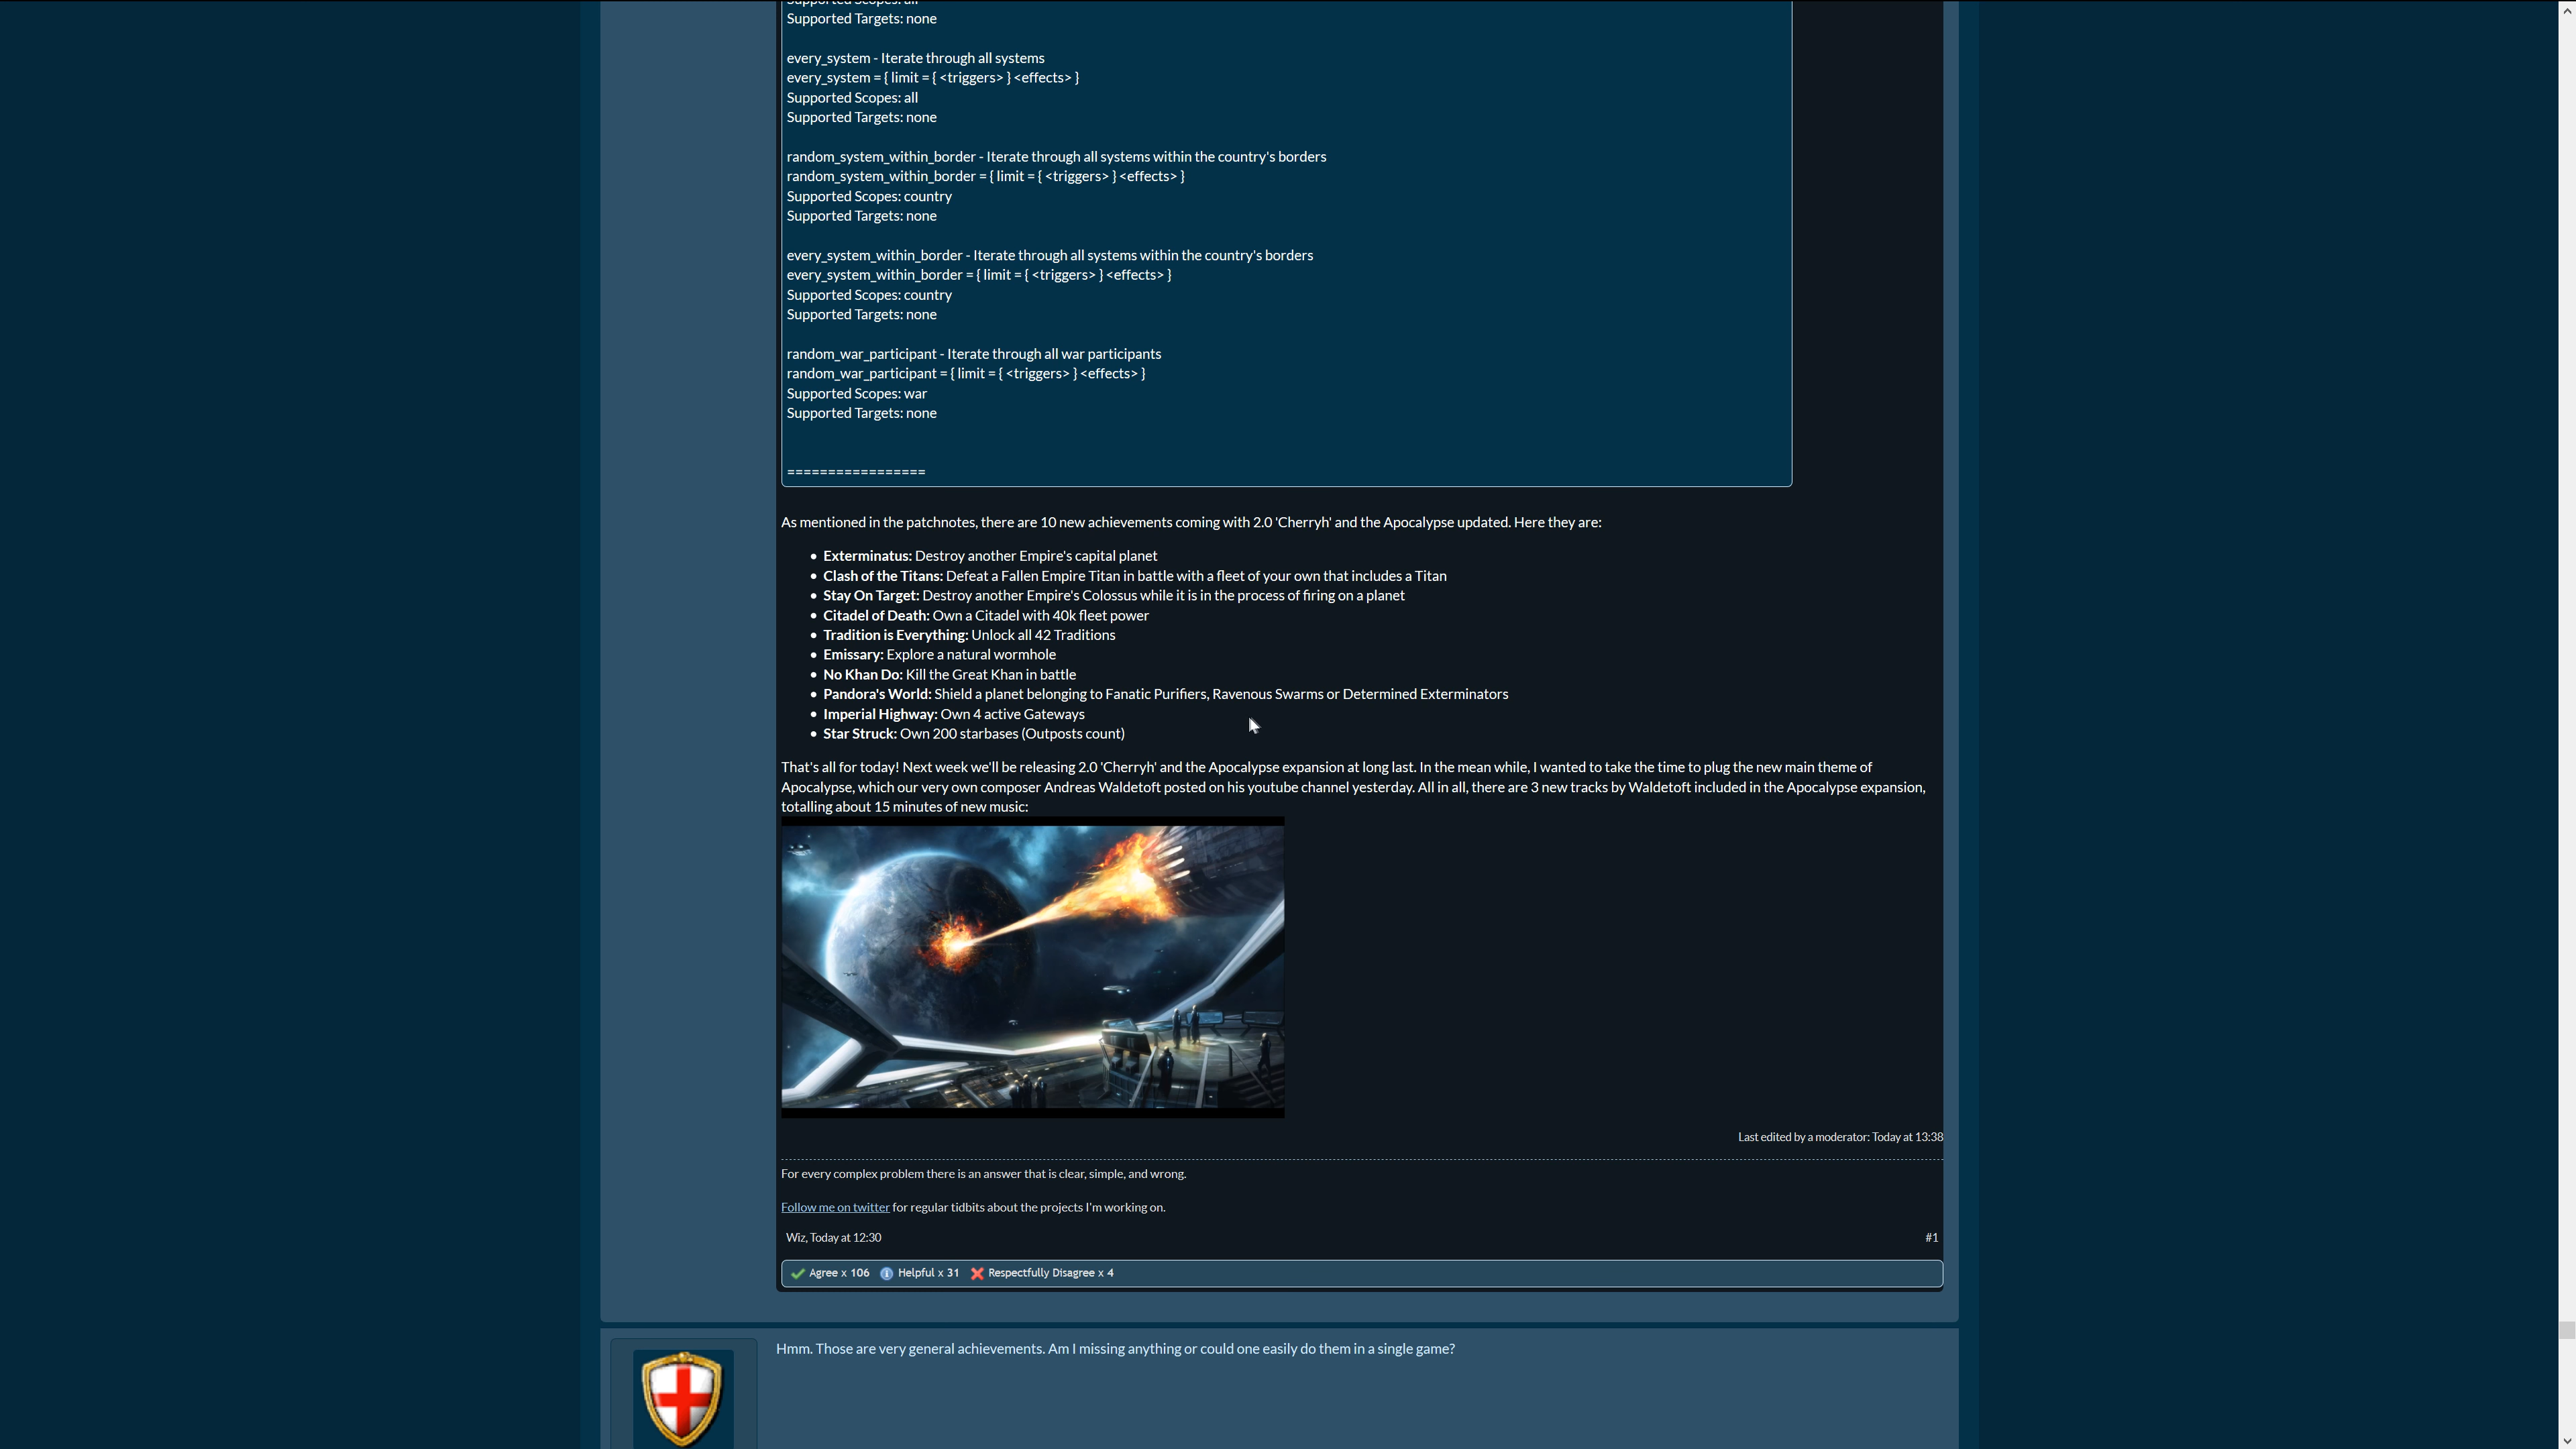 Supported Scopes: all
Supported Targets: none
every_system - Iterate through all systems
every_system = { limit = { <triggers> } <effects> }
Supported Scopes: all
Supported Targets: none
random_system_within_border - Iterate through all systems within the country's borders
random_system_within_border = { limit = { <triggers> } <effects> }
Supported Scopes: country
Supported Targets: none
every_system_within_border - Iterate through all systems within the country's borders
every_system_within_border = { limit = { <triggers> } <effects> }
Supported Scopes: country
Supported Targets: none
random_war_participant - Iterate through all war participants
random_war_participant = { limit = { <triggers> } <effects> }
Supported Scopes: war
Supported Targets: none
=================
As mentioned in the patchnotes, there are 10 new achievements coming with 2.0 'Cherryh' and the Apocalypse updated. Here they are:
• Exterminatus: Destroy another Empire's capital planet
• Clash of the Titans: Defeat a Fallen Empire Titan in battle with a fleet of your own that includes a Titan
• Stay On Target: Destroy another Empire's Colossus while it is in the process of firing on a planet
• Citadel of Death: Own a Citadel with 40k fleet power
• Tradition is Everything: Unlock all 42 Traditions
• Emissary: Explore a natural wormhole
• No Khan Do: Kill the Great Khan in battle
• Pandora's World: Shield a planet belonging to Fanatic Purifiers, Ravenous Swarms or Determined Exterminators
• Imperial Highway: Own 4 active Gateways
• Star Struck: Own 200 starbases (Outposts count)
That's all for today! Next week we'll be releasing 2.0 'Cherryh' and the Apocalypse expansion at long last. In the mean while, I wanted to take the time to plug the new main theme of
Apocalypse, which our very own composer Andreas Waldetoft posted on his youtube channel yesterday. All in all, there are 3 new tracks by Waldetoft included in the Apocalypse expansion,
totalling about 15 minutes of new music:
Last edited by a moderator: Today at 13:38
For every complex problem there is an answer that is clear, simple, and wrong.
Follow me on twitter for regular tidbits about the projects I'm working on.
Wiz, Today at 12:30 #1
Agree x 106 Helpful x 31 Respectfully Disagree x 4
Hmm. Those are very general achievements. Am I missing anything or could one easily do them in a single game?